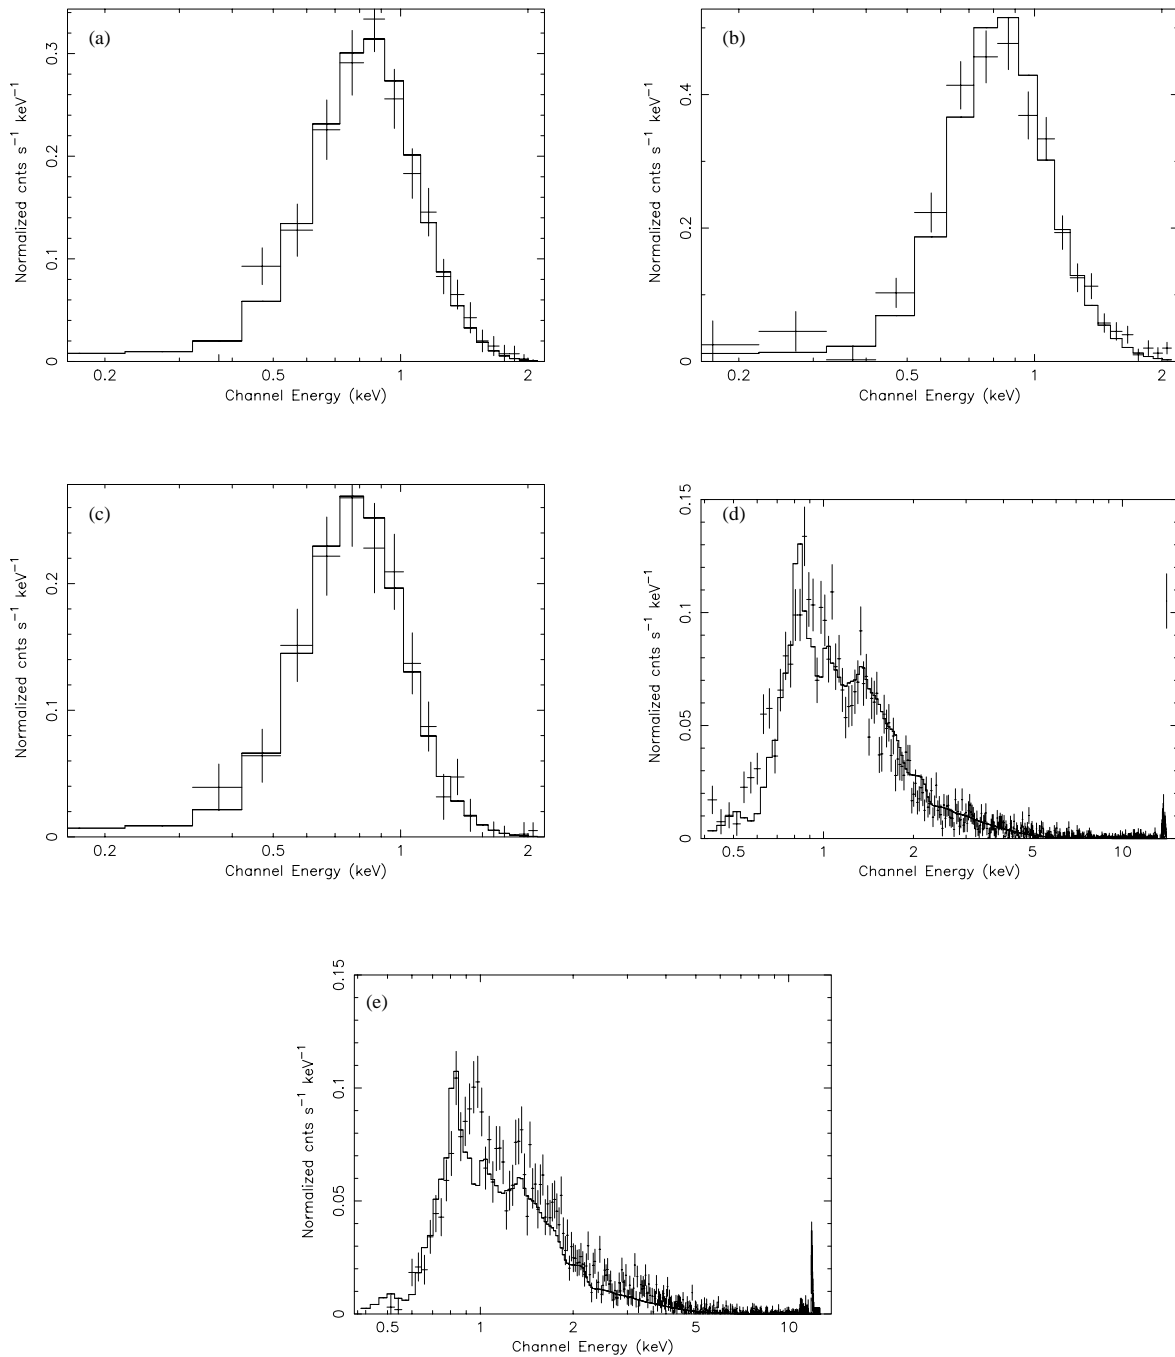 (a)
Normalized cnts s⁻¹ keV⁻¹
0 0.1 0.2 0.3
0.2 0.5 1 2
Channel Energy (keV)
(b)
Normalized cnts s⁻¹ keV⁻¹
0 0.2 0.4
0.2 0.5 1 2
Channel Energy (keV)
(c)
Normalized cnts s⁻¹ keV⁻¹
0 0.1 0.2
0.2 0.5 1 2
Channel Energy (keV)
(d)
Normalized cnts s⁻¹ keV⁻¹
0 0.05 0.1 0.15
0.5 1 2 5 10
Channel Energy (keV)
(e)
Normalized cnts s⁻¹ keV⁻¹
0 0.05 0.1 0.15
0.5 1 2 5 10
Channel Energy (keV)